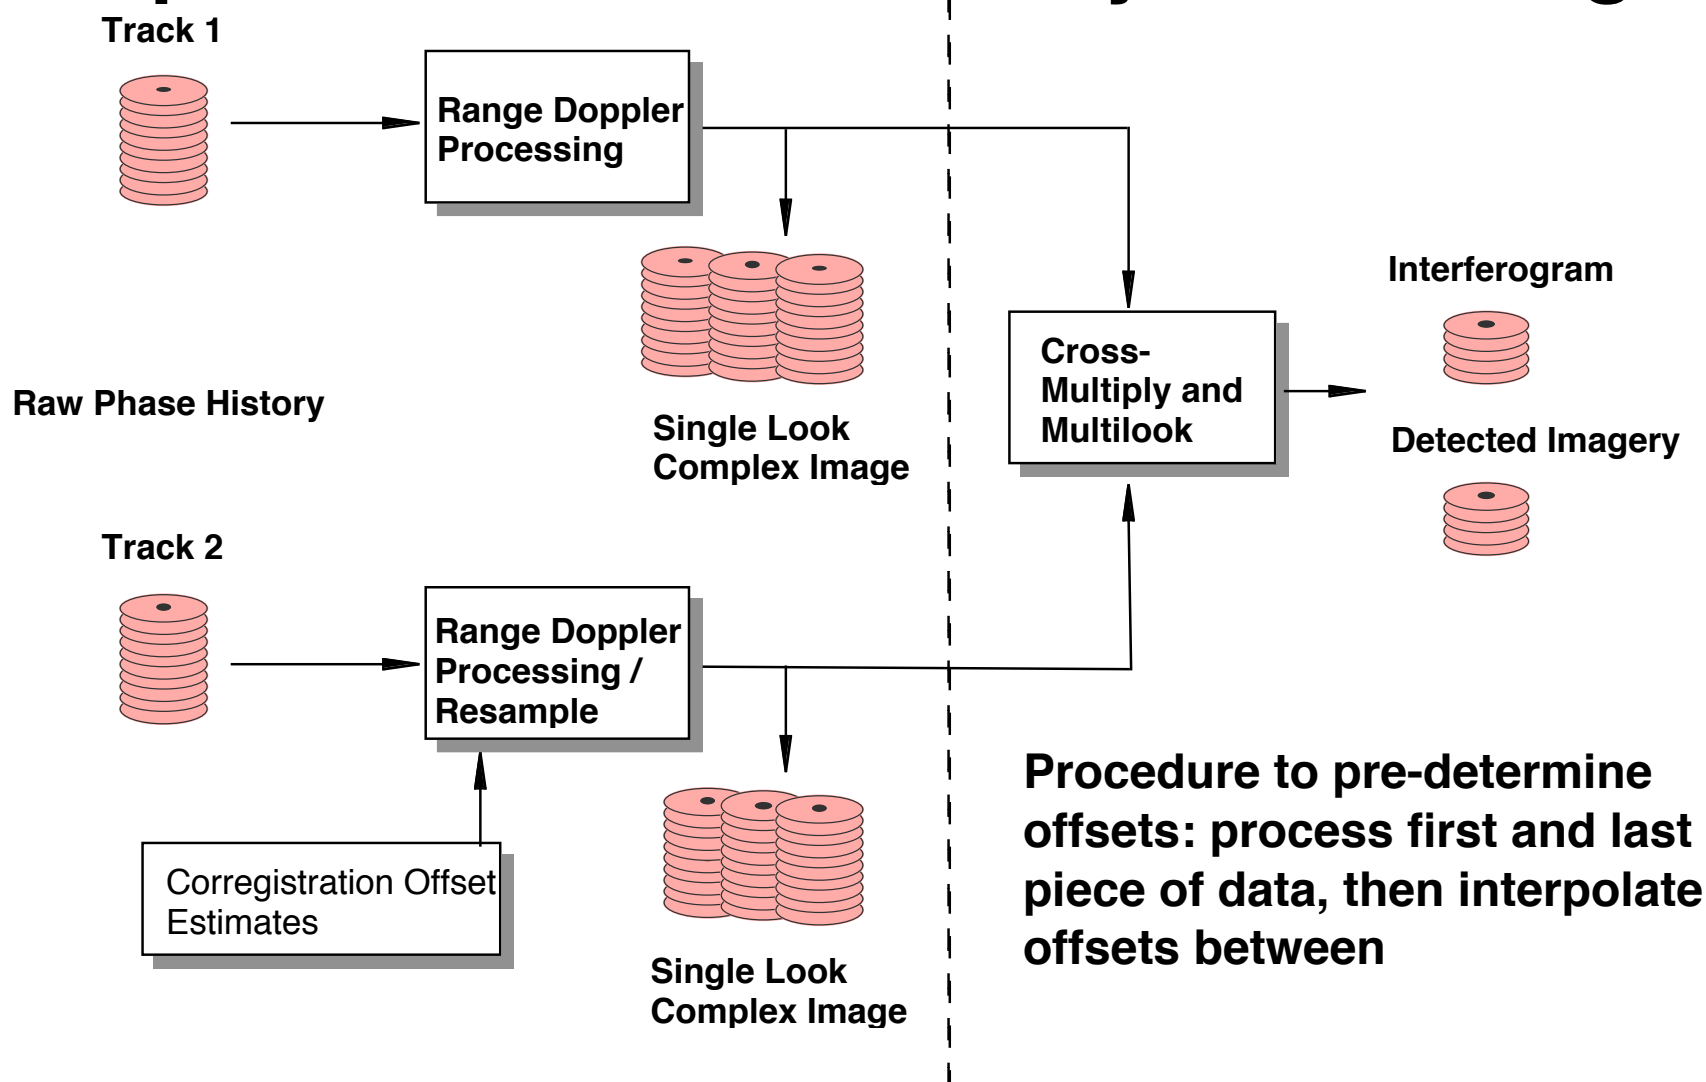 Track 1
Range Doppler
Processing
Interferogram
Cross-
Multiply and
Multilook
Raw Phase History
Single Look
Complex Image
Detected Imagery
Track 2
Range Doppler
Processing /
Resample
Procedure to pre-determine
offsets: process first and last
piece of data, then interpolate
offsets between
Corregistration Offset
Estimates
Single Look
Complex Image